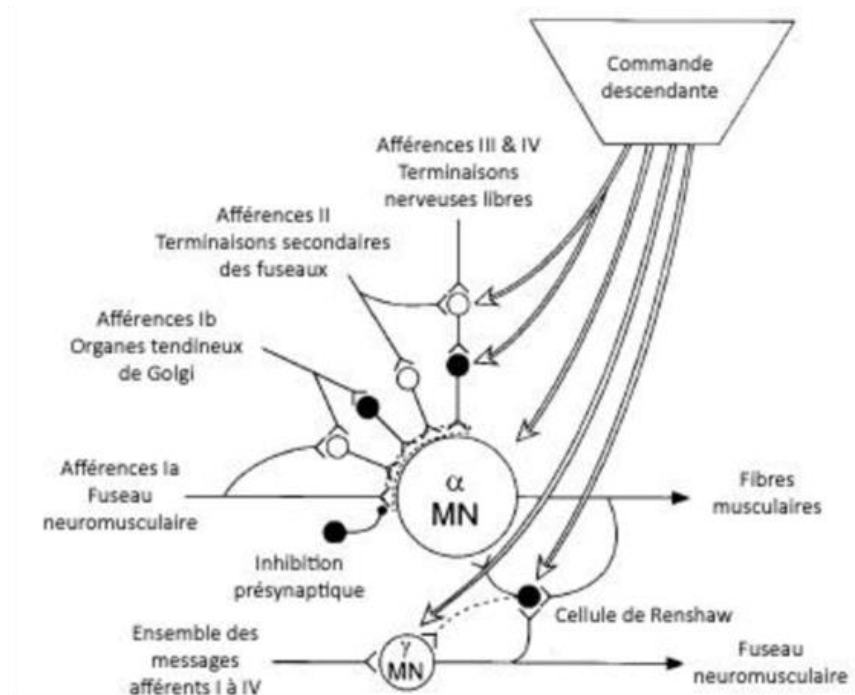 Commande
descendante
Afférences III & IV
Terminaisons
nerveuses libres
Afférences II
Terminaisons secondaires
des fuseaux
Afférences Ib
Organes tendineux
de Golgi
Afférences Ia
Fuseau
neuromusculaire
α
MN
Fibres
musculaires
Inhibition
présynaptique
Cellule de Renshaw
Ensemble des
messages
afférents I à IV
γ
MN
Fuseau
neuromusculaire